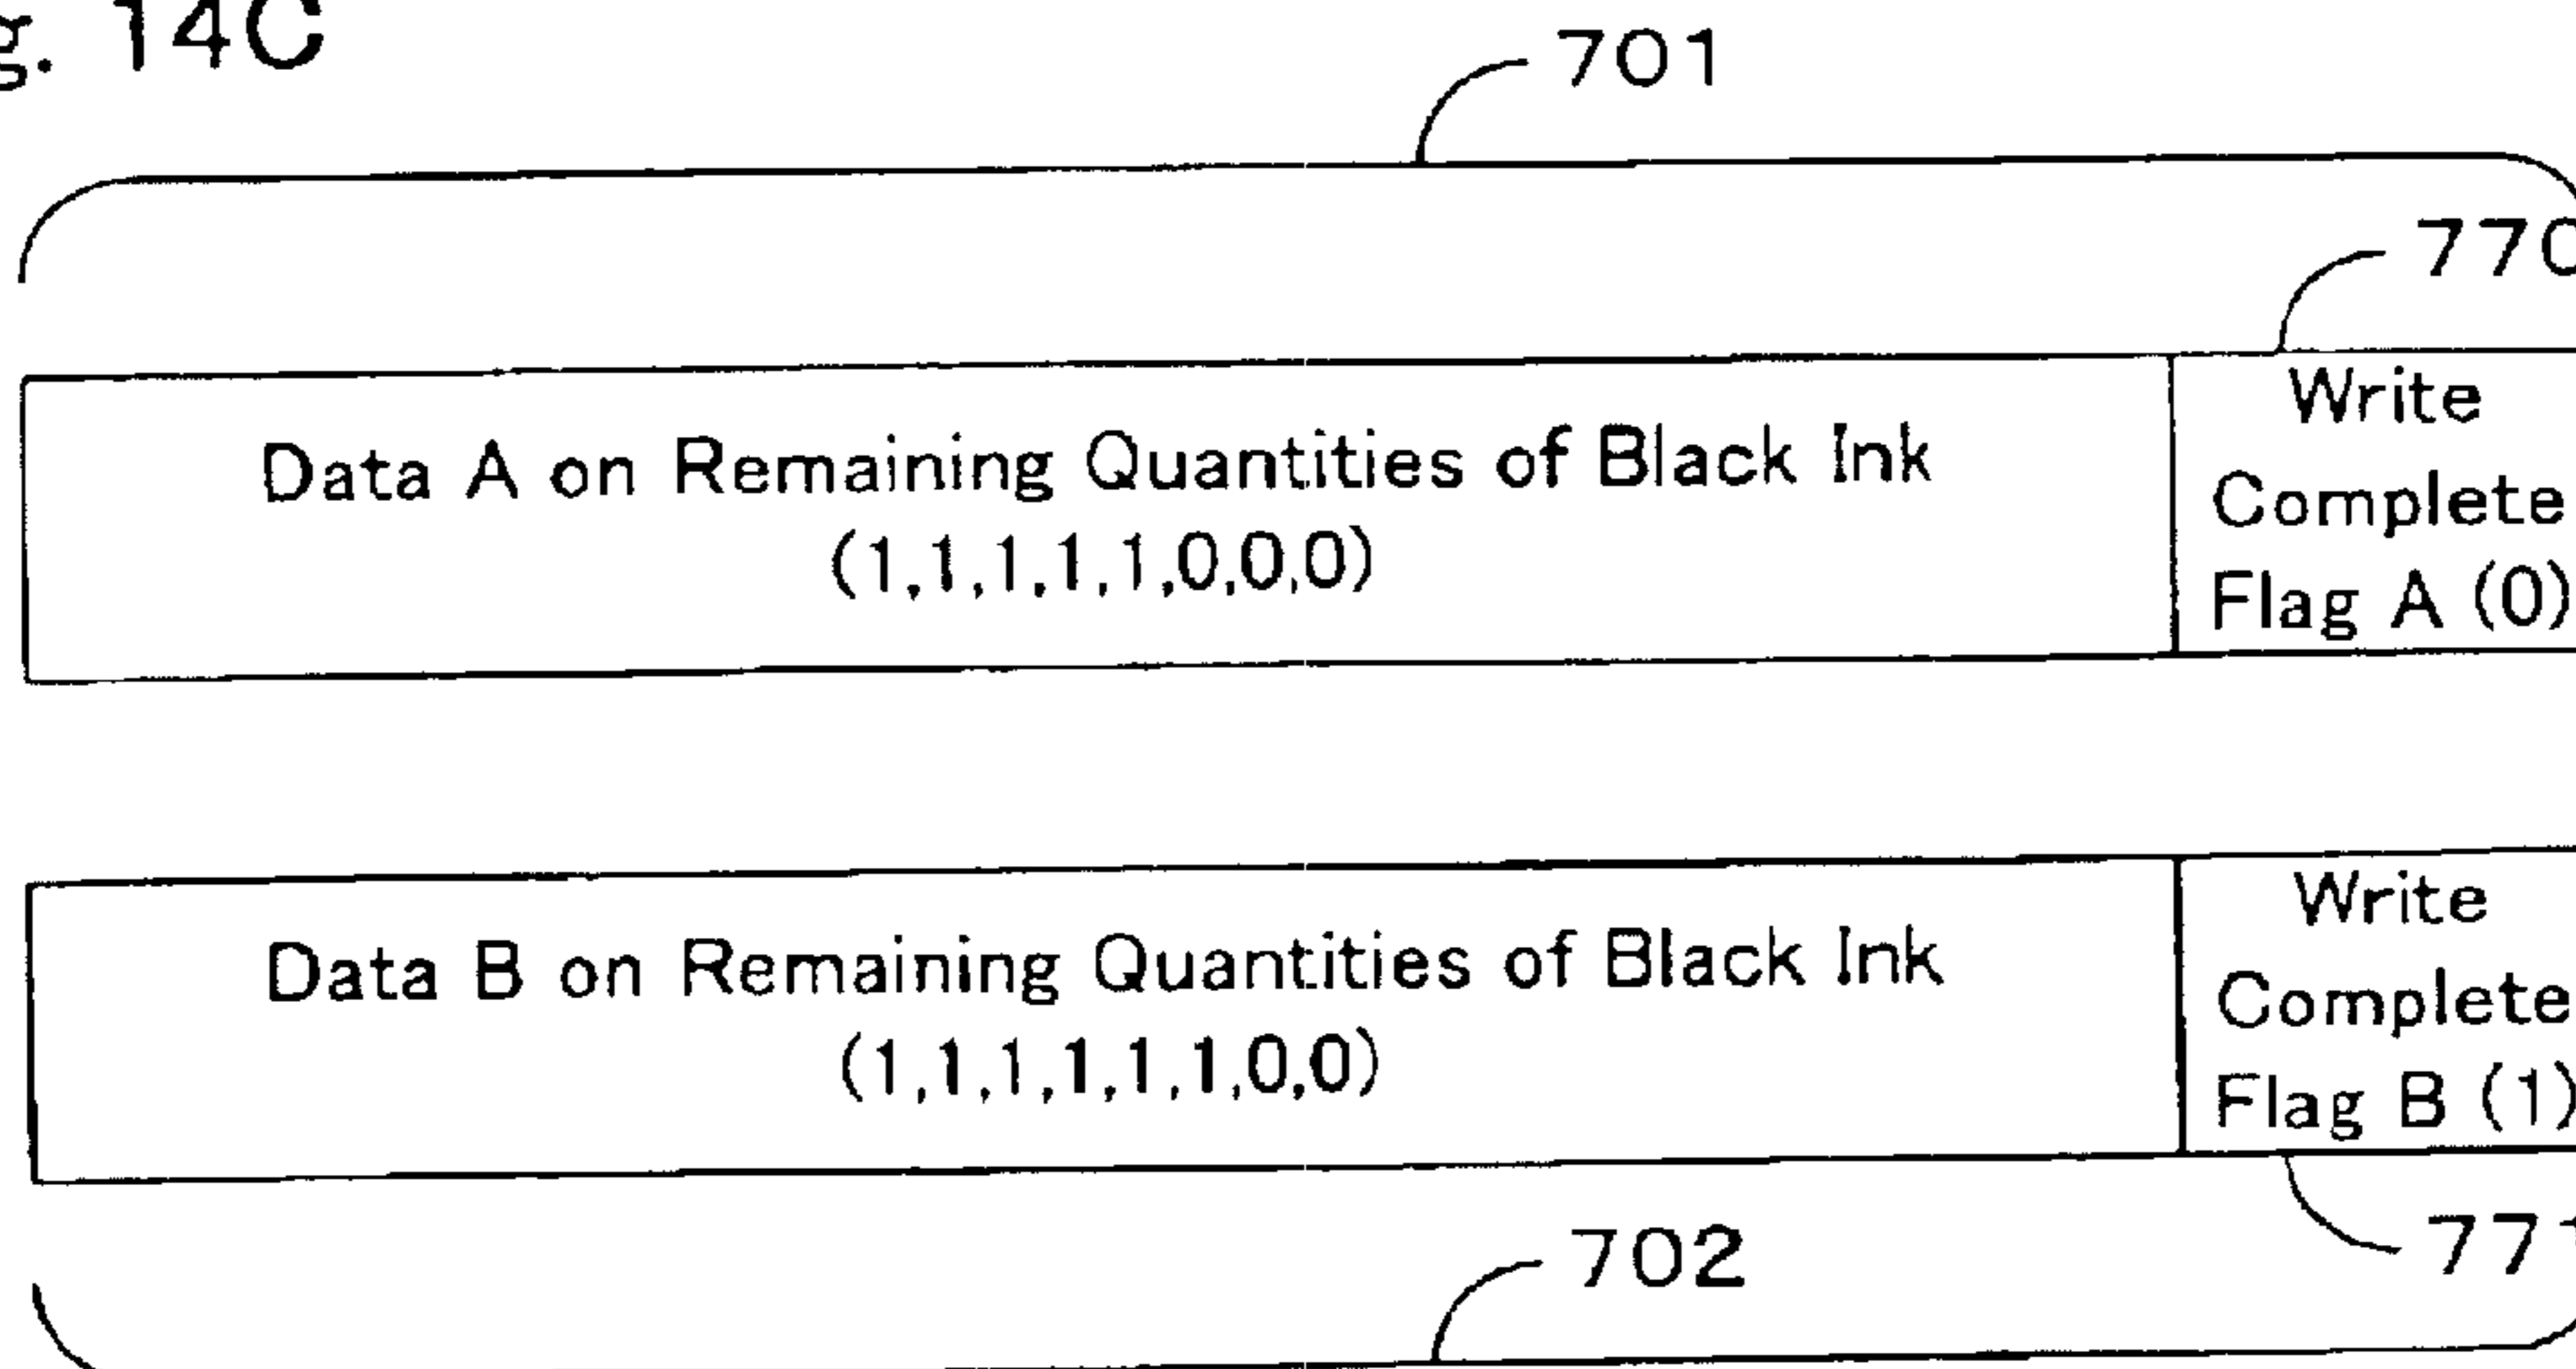 g. 14C
701
770
Data A on Remaining Quantities of Black Ink
(1,1,1,1,1,0,0,0)
Write
Complete
Flag A (0)
Data B on Remaining Quantities of Black Ink
(1,1,1,1,1,1,0,0)
Write
Complete
Flag B (1)
771
702